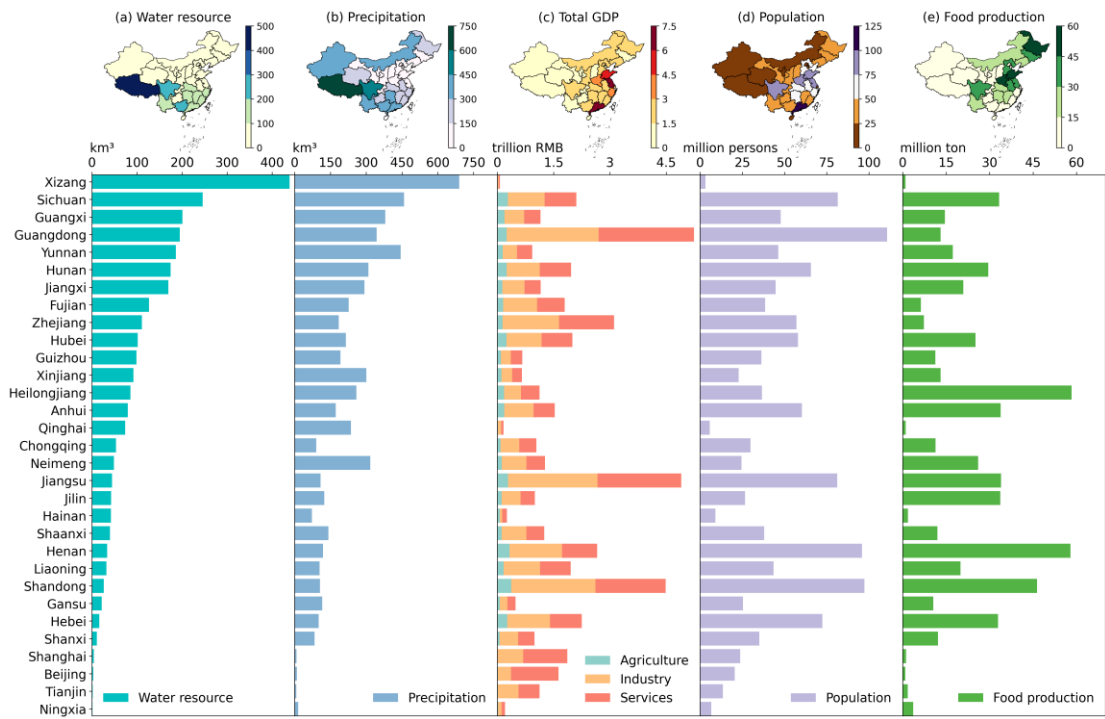 (a) Water resource
(b) Precipitation
(c) Total GDP
(d) Population
(e) Food production
500
400
300
200
100
0
750
600
450
300
150
0
7.5
6
4.5
3
1.5
0
125
100
75
50
25
0
60
45
30
15
0
km³
km³
trillion RMB
million persons
million ton
0 100 200 300 400
0 150 300 450 600 750
0 1.5 3 4.5
0 25 50 75 100
0 15 30 45 60
Xizang
Sichuan
Guangxi
Guangdong
Yunnan
Hunan
Jiangxi
Fujian
Zhejiang
Hubei
Guizhou
Xinjiang
Heilongjiang
Anhui
Qinghai
Chongqing
Neimeng
Jiangsu
Jilin
Hainan
Shaanxi
Henan
Liaoning
Shandong
Gansu
Hebei
Shanxi
Shanghai
Beijing
Tianjin
Ningxia
Water resource
Precipitation
Agriculture
Industry
Services
Population
Food production